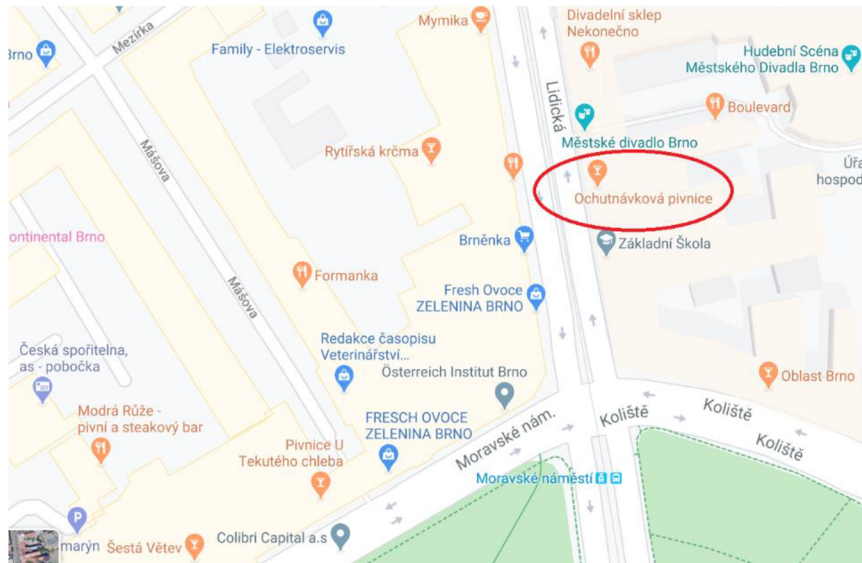 Mymika
Divadelní sklep
Nekonečno
Hudební Scéna
Městského Divadla Brno
Brno
Mezírka
Family - Elektroservis
Lidická
Boulevard
Mášova
Rytířská krčma
Městské divadlo Brno
Úřa
hospod
Ochutnávková pivnice
ontinental Brno
Brněnka
Základní Škola
Formanka
Mášova
Fresh Ovoce
ZELENINA BRNO
Redakce časopisu
Veterinářství...
Österreich Institut Brno
Česká spořitelna,
as - pobočka
Oblast Brno
Modrá Růže -
pivní a steakový bar
FRESCH OVOCE
ZELENINA BRNO
Moravské nám.
Koliště
Koliště
Koliště
Pivnice U
Tekutého chleba
Moravské náměstí
P
marýn
Šestá Větev
Colibri Capital a.s